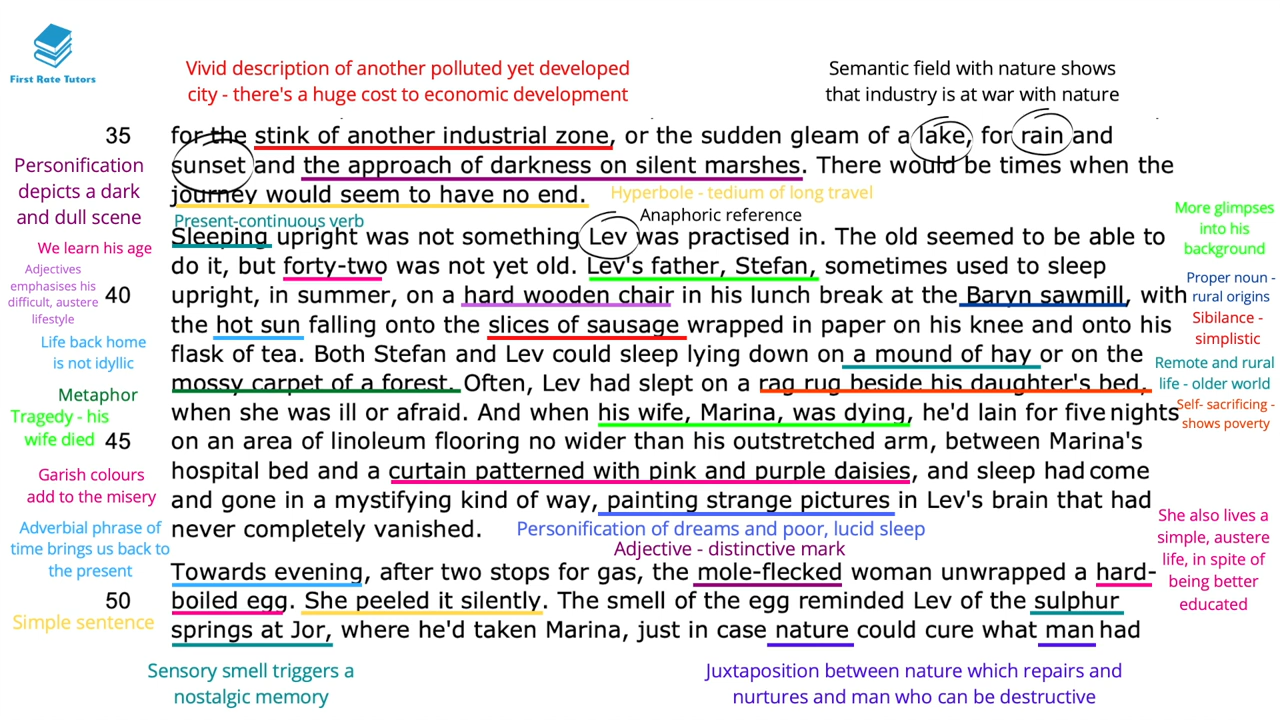 First Rate Tutors
Vivid description of another polluted yet developed
city - there's a huge cost to economic development
Semantic field with nature shows
that industry is at war with nature
35 for the stink of another industrial zone, or the sudden gleam of a lake, for rain and
sunset and the approach of darkness on silent marshes. There would be times when the
journey would seem to have no end.
Hyperbole - tedium of long travel
Personification
depicts a dark
and dull scene
Present-continuous verb
Anaphoric reference
Sleeping upright was not something Lev was practised in. The old seemed to be able to
do it, but forty-two was not yet old. Lev's father, Stefan, sometimes used to sleep
40 upright, in summer, on a hard wooden chair in his lunch break at the Baryn sawmill, with
the hot sun falling onto the slices of sausage wrapped in paper on his knee and onto his
flask of tea. Both Stefan and Lev could sleep lying down on a mound of hay or on the
mossy carpet of a forest. Often, Lev had slept on a rag rug beside his daughter's bed,
when she was ill or afraid. And when his wife, Marina, was dying, he'd lain for five nights
45 on an area of linoleum flooring no wider than his outstretched arm, between Marina's
hospital bed and a curtain patterned with pink and purple daisies, and sleep had come
and gone in a mystifying kind of way, painting strange pictures in Lev's brain that had
never completely vanished.
Personification of dreams and poor, lucid sleep
We learn his age
Adjectives
emphasises his
difficult, austere
lifestyle
Life back home
is not idyllic
Metaphor
Tragedy - his
wife died
Garish colours
add to the misery
Adverbial phrase of
time brings us back to
the present
More glimpses
into his
background
Proper noun -
rural origins
Sibilance -
simplistic
Remote and rural
life - older world
Self- sacrificing -
shows poverty
Adjective - distinctive mark
Towards evening, after two stops for gas, the mole-flecked woman unwrapped a hard-
50 boiled egg. She peeled it silently. The smell of the egg reminded Lev of the sulphur
springs at Jor, where he'd taken Marina, just in case nature could cure what man had
Simple sentence
She also lives a
simple, austere
life, in spite of
being better
educated
Sensory smell triggers a
nostalgic memory
Juxtaposition between nature which repairs and
nurtures and man who can be destructive